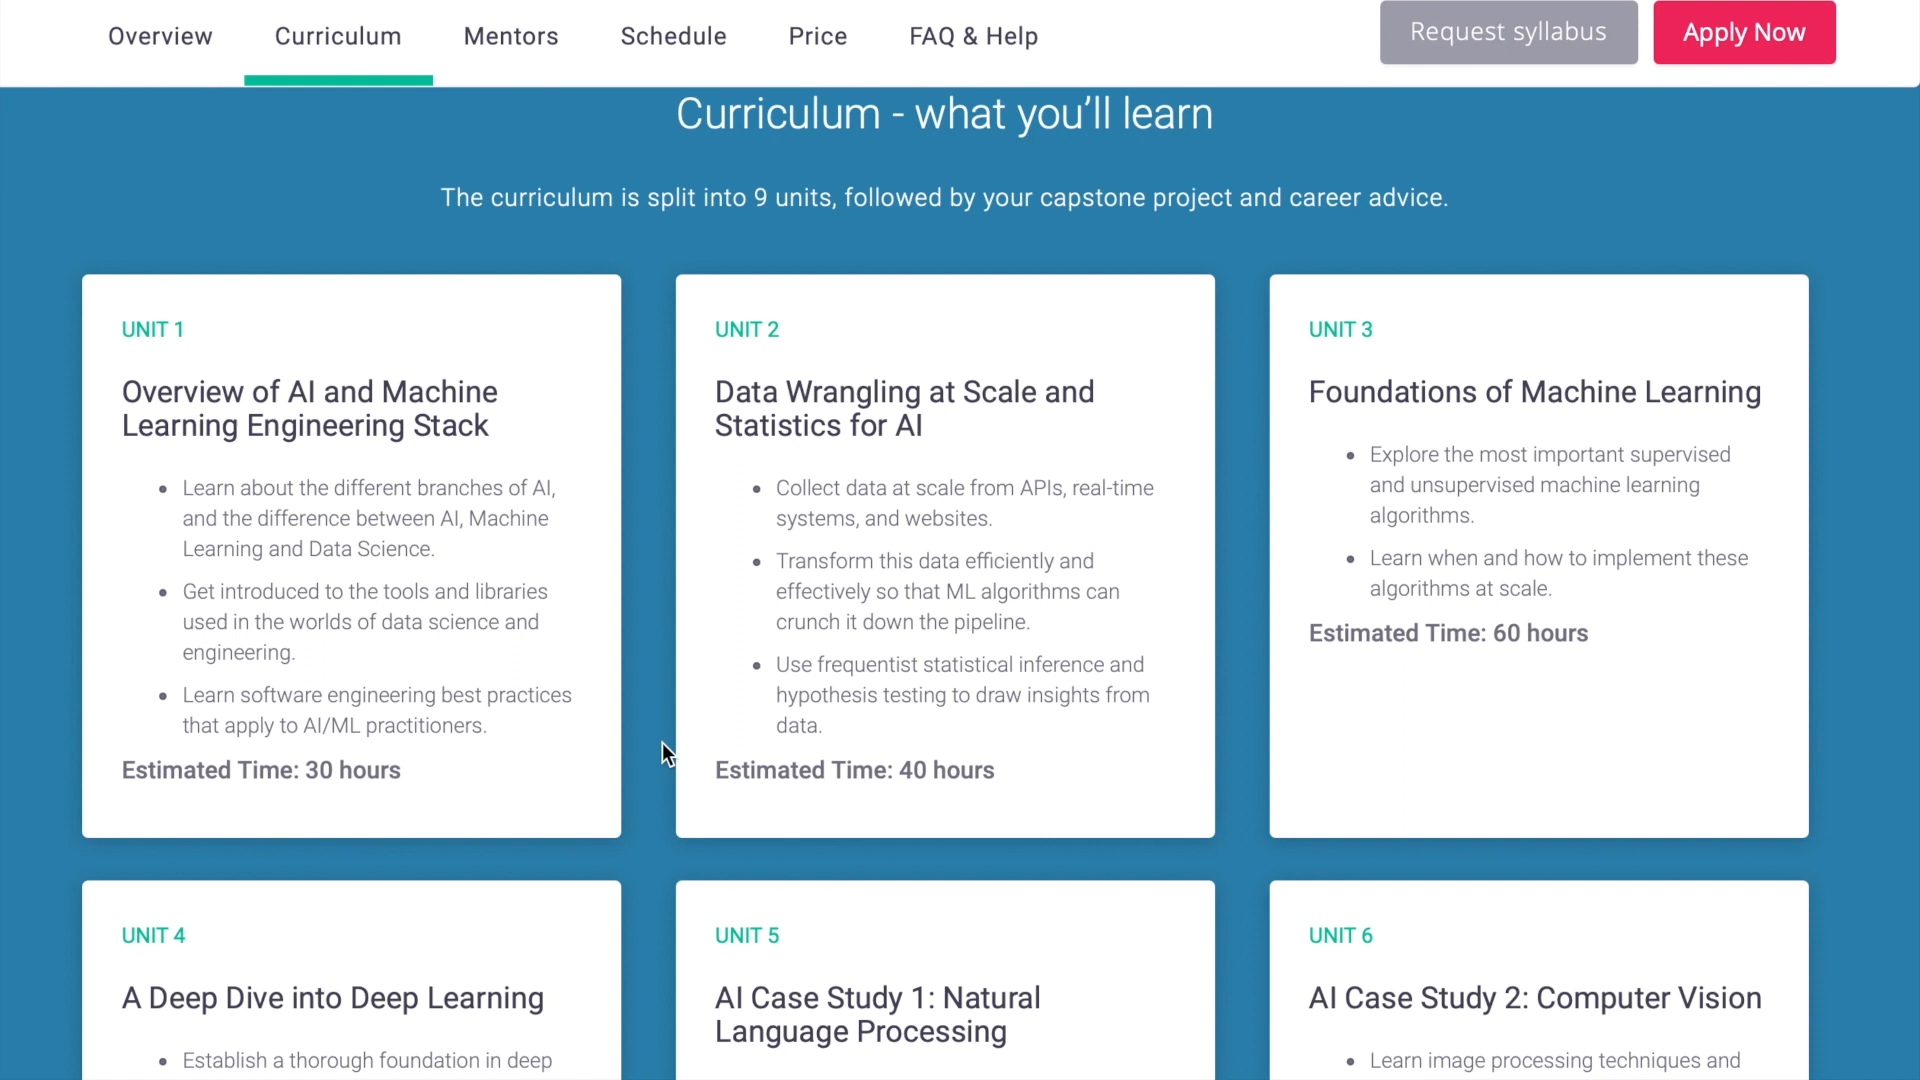 Overview
Curriculum
Mentors
Schedule
Price
FAQ & Help
Request syllabus
Apply Now
Curriculum - what you’ll learn
The curriculum is split into 9 units, followed by your capstone project and career advice.
UNIT 1
Overview of AI and Machine
Learning Engineering Stack
Learn about the different branches of AI,
and the difference between AI, Machine
Learning and Data Science.
Get introduced to the tools and libraries
used in the worlds of data science and
engineering.
Learn software engineering best practices
that apply to AI/ML practitioners.
Estimated Time: 30 hours
UNIT 2
Data Wrangling at Scale and
Statistics for AI
Collect data at scale from APIs, real-time
systems, and websites.
Transform this data efficiently and
effectively so that ML algorithms can
crunch it down the pipeline.
Use frequentist statistical inference and
hypothesis testing to draw insights from
data.
Estimated Time: 40 hours
UNIT 3
Foundations of Machine Learning
Explore the most important supervised
and unsupervised machine learning
algorithms.
Learn when and how to implement these
algorithms at scale.
Estimated Time: 60 hours
UNIT 4
A Deep Dive into Deep Learning
Establish a thorough foundation in deep
UNIT 5
AI Case Study 1: Natural
Language Processing
UNIT 6
AI Case Study 2: Computer Vision
Learn image processing techniques and